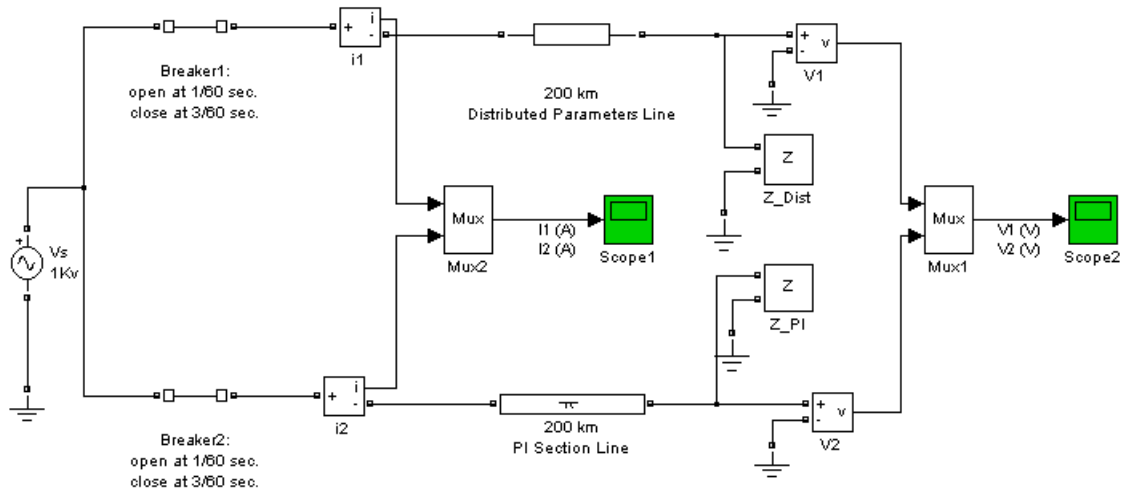 i
+
-
i1
Breaker1:
open at 1/60 sec.
close at 3/60 sec.
200 km
Distributed Parameters Line
+
-
v
V1
Z
Z_Dist
Mux
Mux2
I1 (A)
I2 (A)
Scope1
Mux
Mux1
V1 (V)
V2 (V)
Scope2
+
Vs
1Kv
Z
Z_PI
i
+
-
i2
200 km
PI Section Line
+
-
v
V2
Breaker2:
open at 1/60 sec.
close at 3/60 sec.